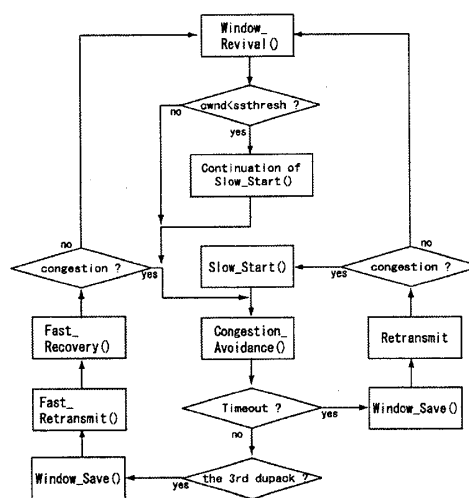 Window_
Revival()
cwnd<ssthresh ?
no
yes
Continuation of
Slow_Start()
no
no
congestion ?
yes
Slow_Start()
yes
congestion ?
Fast_
Recovery()
Congestion_
Avoidance()
Retransmit
Fast_
Retransmit()
Timeout ?
yes
Window_Save()
no
Window_Save()
yes
the 3rd dupack ?